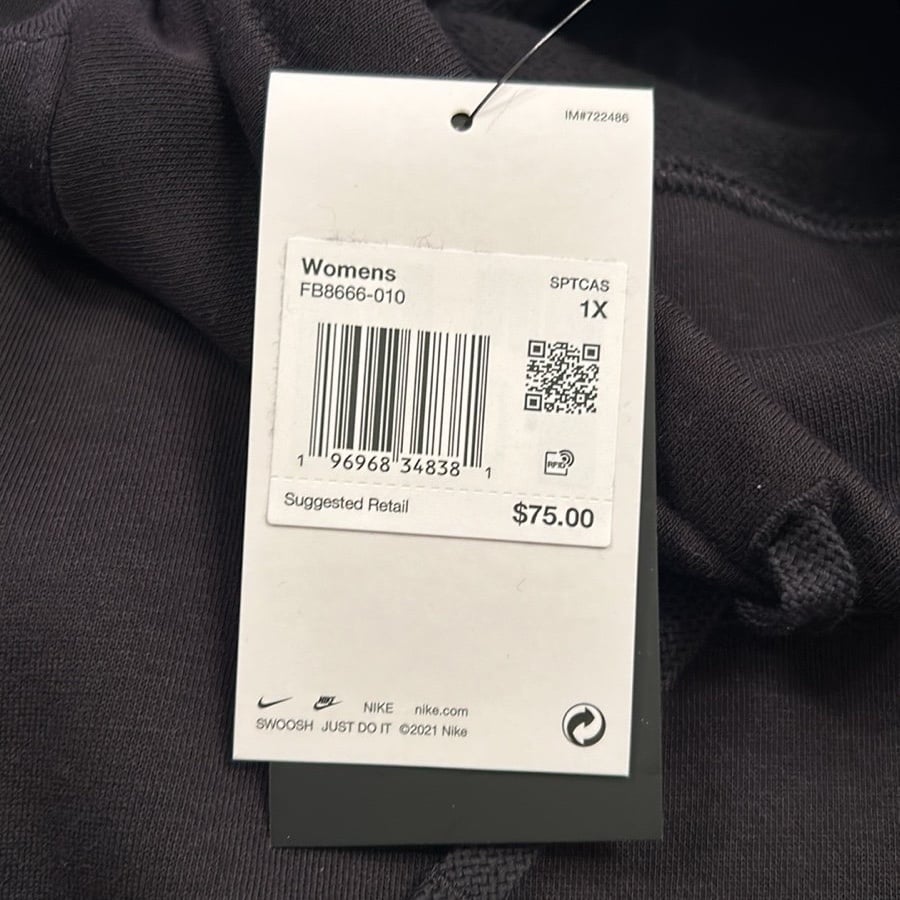 IM#722486
Womens
FB8666-010
SPTCAS
1X
1 96968 34838 1
RFID
Suggested Retail
$75.00
NIKE
NIKE nike.com
SWOOSH JUST DO IT ©2021 Nike